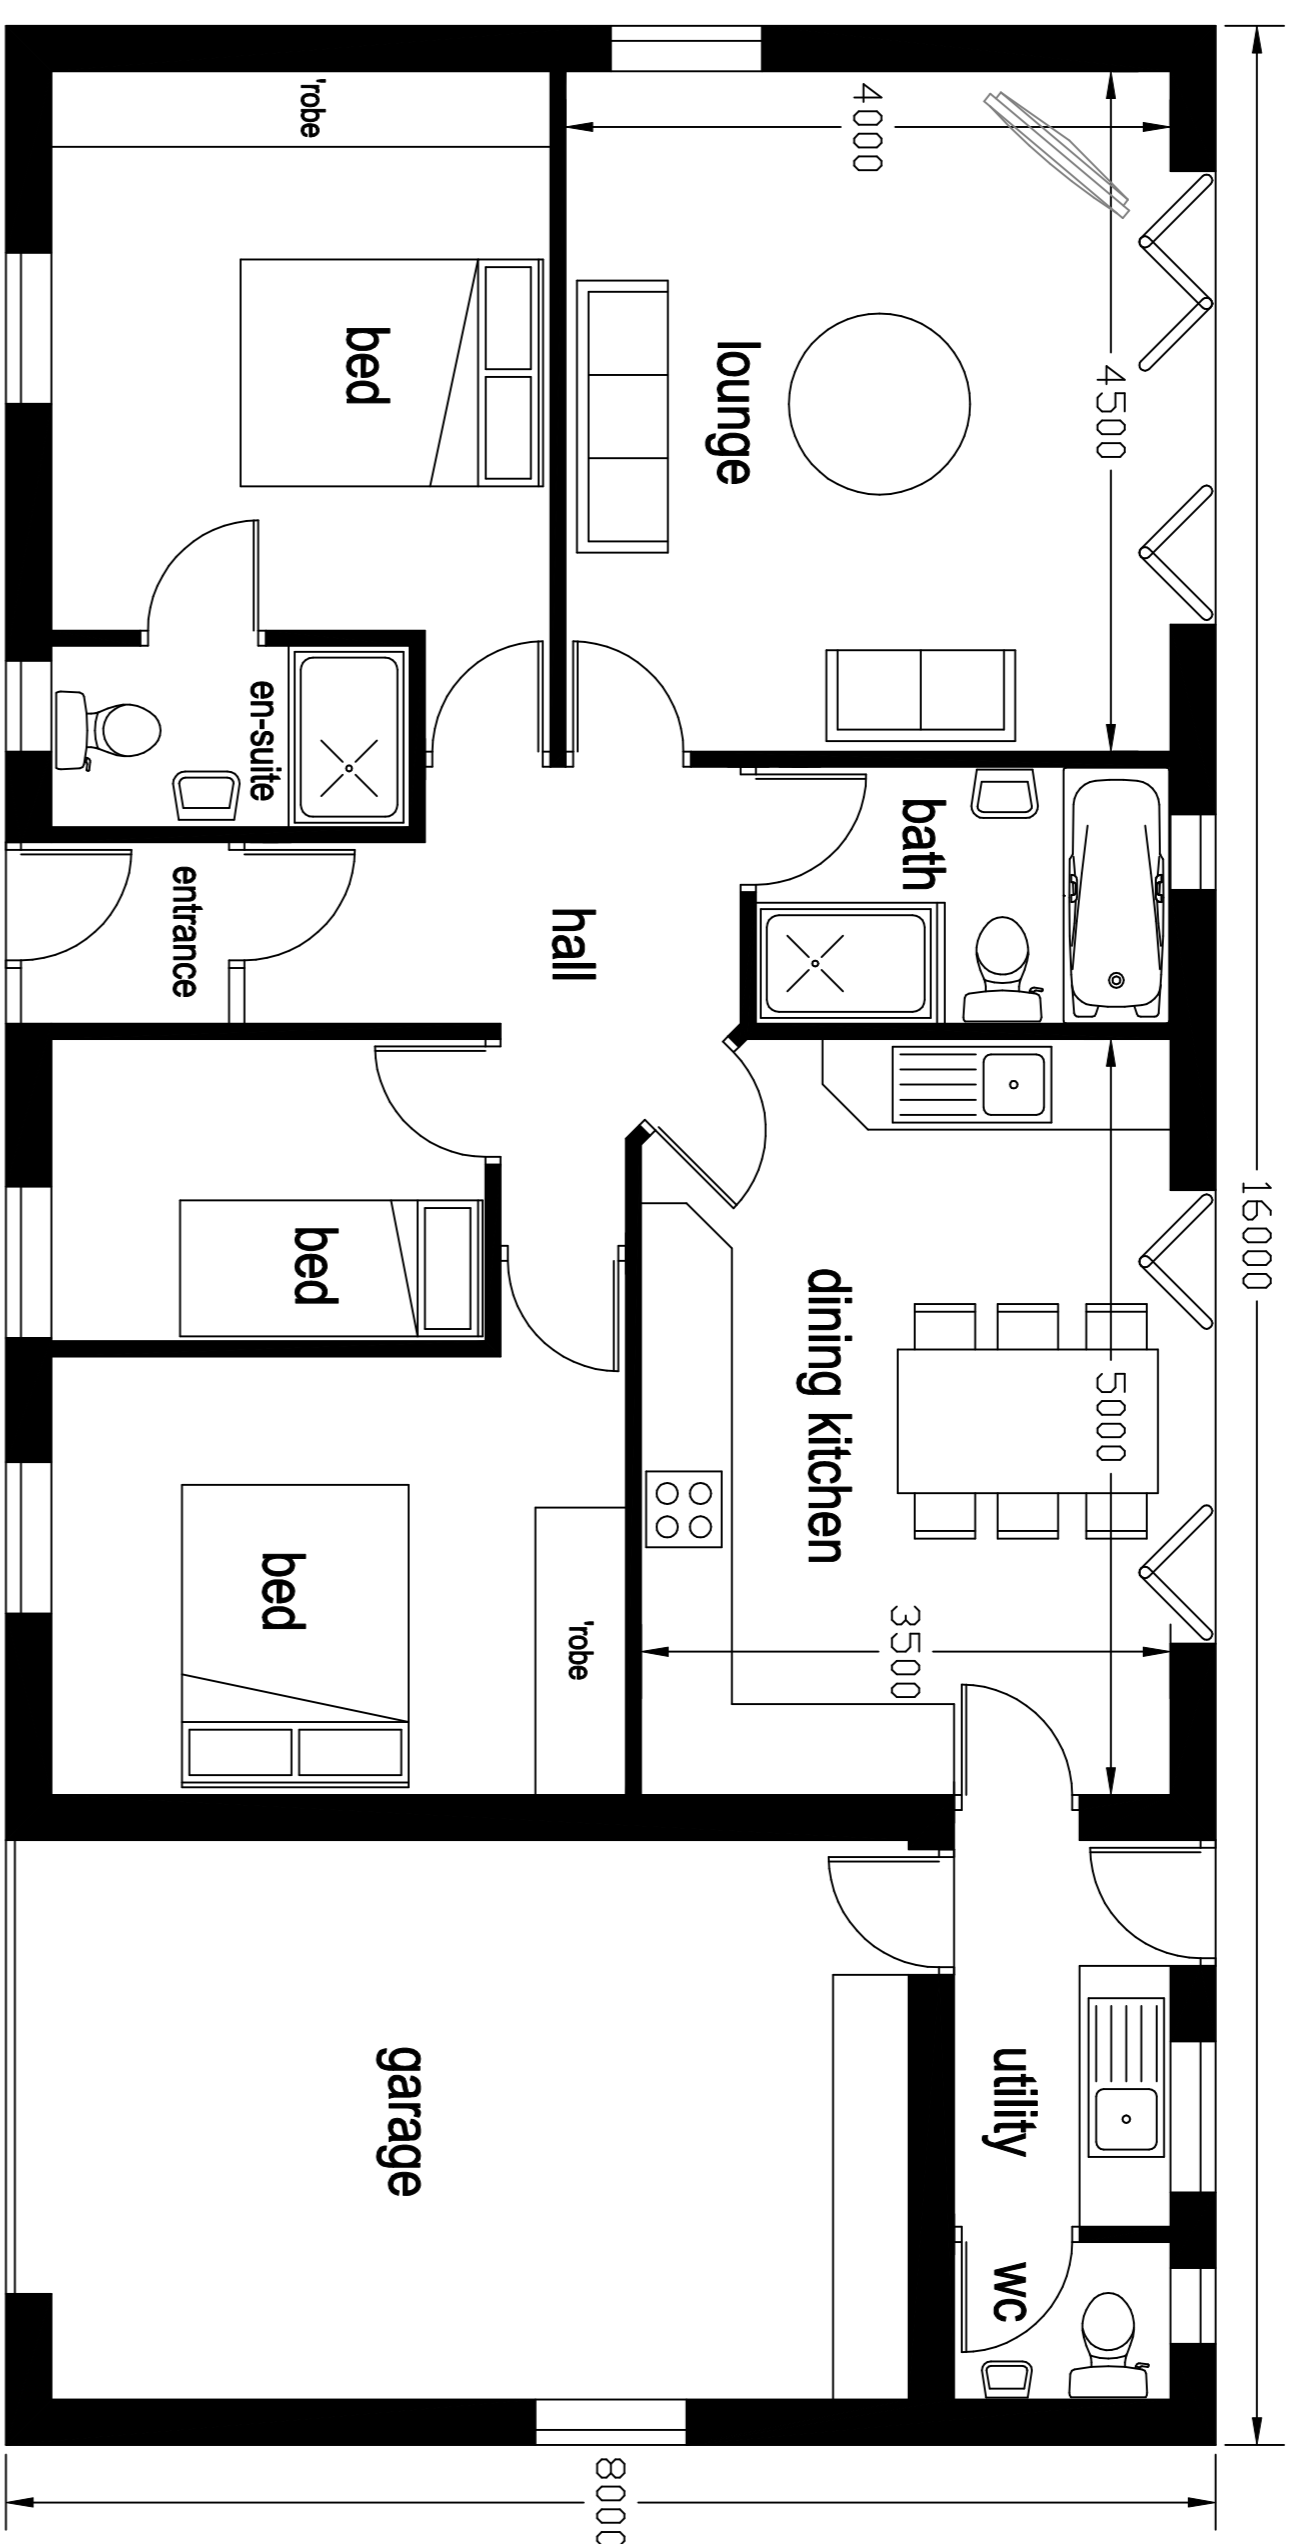 16000
4500
5000
utility
wc
bath
3500
4000
dining kitchen
lounge
8000
'robe
hall
garage
bed
bed
'robe
bed
en-suite
entrance